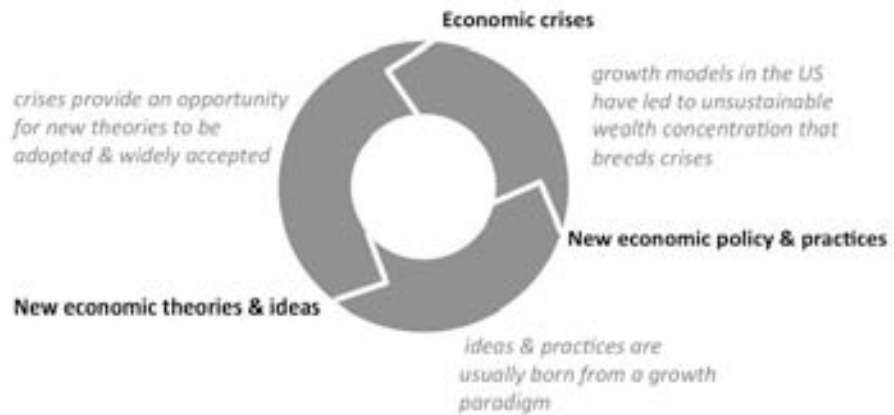 Economic crises
crises provide an opportunity
for new theories to be
adopted & widely accepted
growth models in the US
have led to unsustainable
wealth concentration that
breeds crises
New economic policy & practices
New economic theories & ideas
ideas & practices are
usually born from a growth
paradigm